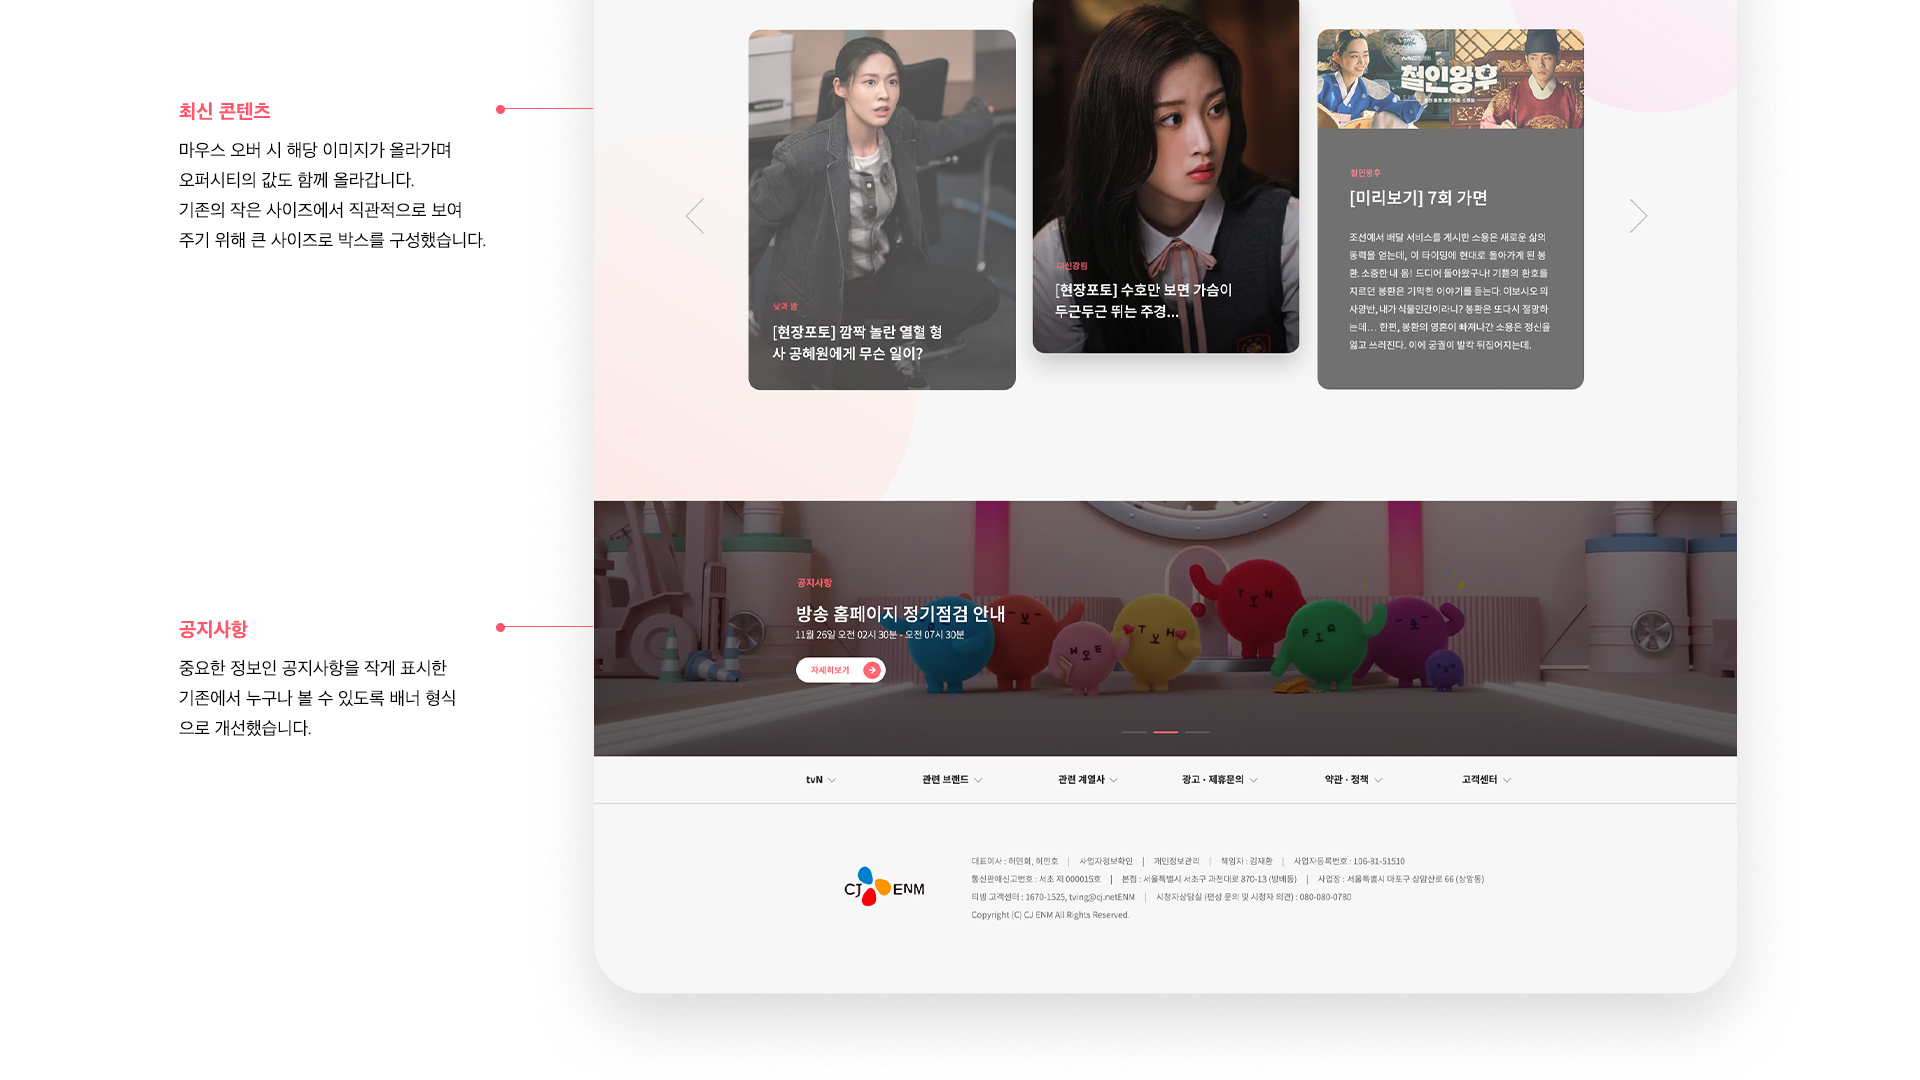 최신 콘텐츠
마우스 오버 시 해당 이미지가 올라가며
오퍼시티의 값도 함께 올라갑니다.
기존의 작은 사이즈에서 직관적으로 보여
주기 위해 큰 사이즈로 박스를 구성했습니다.
낮과 밤
[현장포토] 깜짝 놀란 열혈 형
사 공혜원에게 무슨 일이?
여신강림
[현장포토] 수호만 보면 가슴이
두근두근 뛰는 주경...
tvN
철인왕후
철인왕후
[미리보기] 7회 가면
조선에서 배달 서비스를 게시한 소용은 새로운 삶의
동력을 얻는데, 이 타이밍에 현대로 돌아가게 된 봉
환. 소중한 내 몸! 드디어 돌아왔구나! 기쁨의 환호를
지르던 봉환은 기막힌 이야기를 듣는다. 이보시오 의
사양반, 내가 식물인간이라니? 봉환은 또다시 절망하
는데… 한편, 봉환의 영혼이 빠져나간 소용은 정신을
잃고 쓰러진다. 이에 궁궐이 발칵 뒤집어지는데.
공지사항
중요한 정보인 공지사항을 작게 표시한
기존에서 누구나 볼 수 있도록 배너 형식
으로 개선했습니다.
공지사항
방송 홈페이지 정기점검 안내
11월 26일 오전 02시 30분 - 오전 07시 30분
자세히보기
tvN
관련 브랜드
관련 계열사
광고 · 제휴문의
약관 · 정책
고객센터
CJ ENM
대표이사 : 허민회, 허민호 | 사업자정보확인 | 개인정보관리 | 책임자 : 김재환 | 사업자등록번호 : 106-81-51510
통신판매신고번호 : 서초 제 000015호 | 본점 : 서울특별시 서초구 과천대로 870-13 (방배동) | 사업장 : 서울특별시 마포구 상암산로 66 (상암동)
티빙 고객센터 : 1670-1525, tving@cj.netENM | 시청자상담실 (편성 문의 및 시청자 의견) : 080-080-0780
Copyright (C) CJ ENM All Rights Reserved.